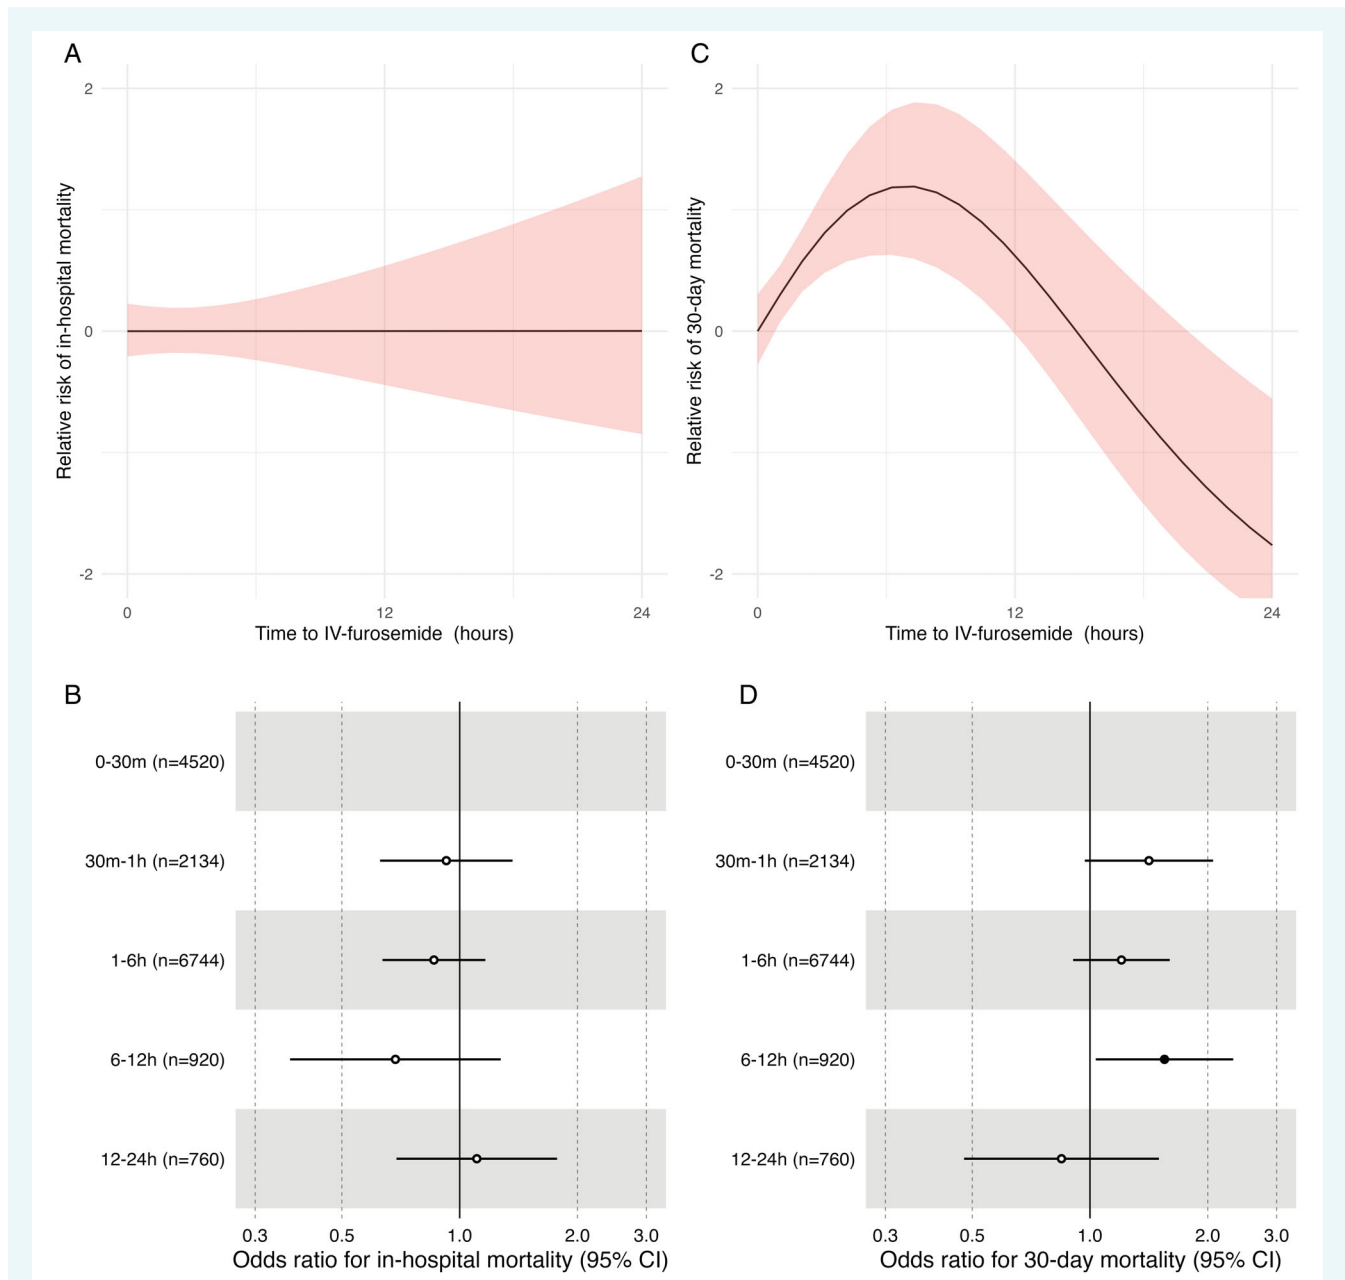 A
2
0
-2
Relative risk of in-hospital mortality
0
12
24
Time to IV-furosemide (hours)
C
2
0
-2
Relative risk of 30-day mortality
0
12
24
Time to IV-furosemide (hours)
B
0-30m (n=4520)
30m-1h (n=2134)
1-6h (n=6744)
6-12h (n=920)
12-24h (n=760)
0.3
0.5
1.0
2.0
3.0
Odds ratio for in-hospital mortality (95% CI)
D
0-30m (n=4520)
30m-1h (n=2134)
1-6h (n=6744)
6-12h (n=920)
12-24h (n=760)
0.3
0.5
1.0
2.0
3.0
Odds ratio for 30-day mortality (95% CI)